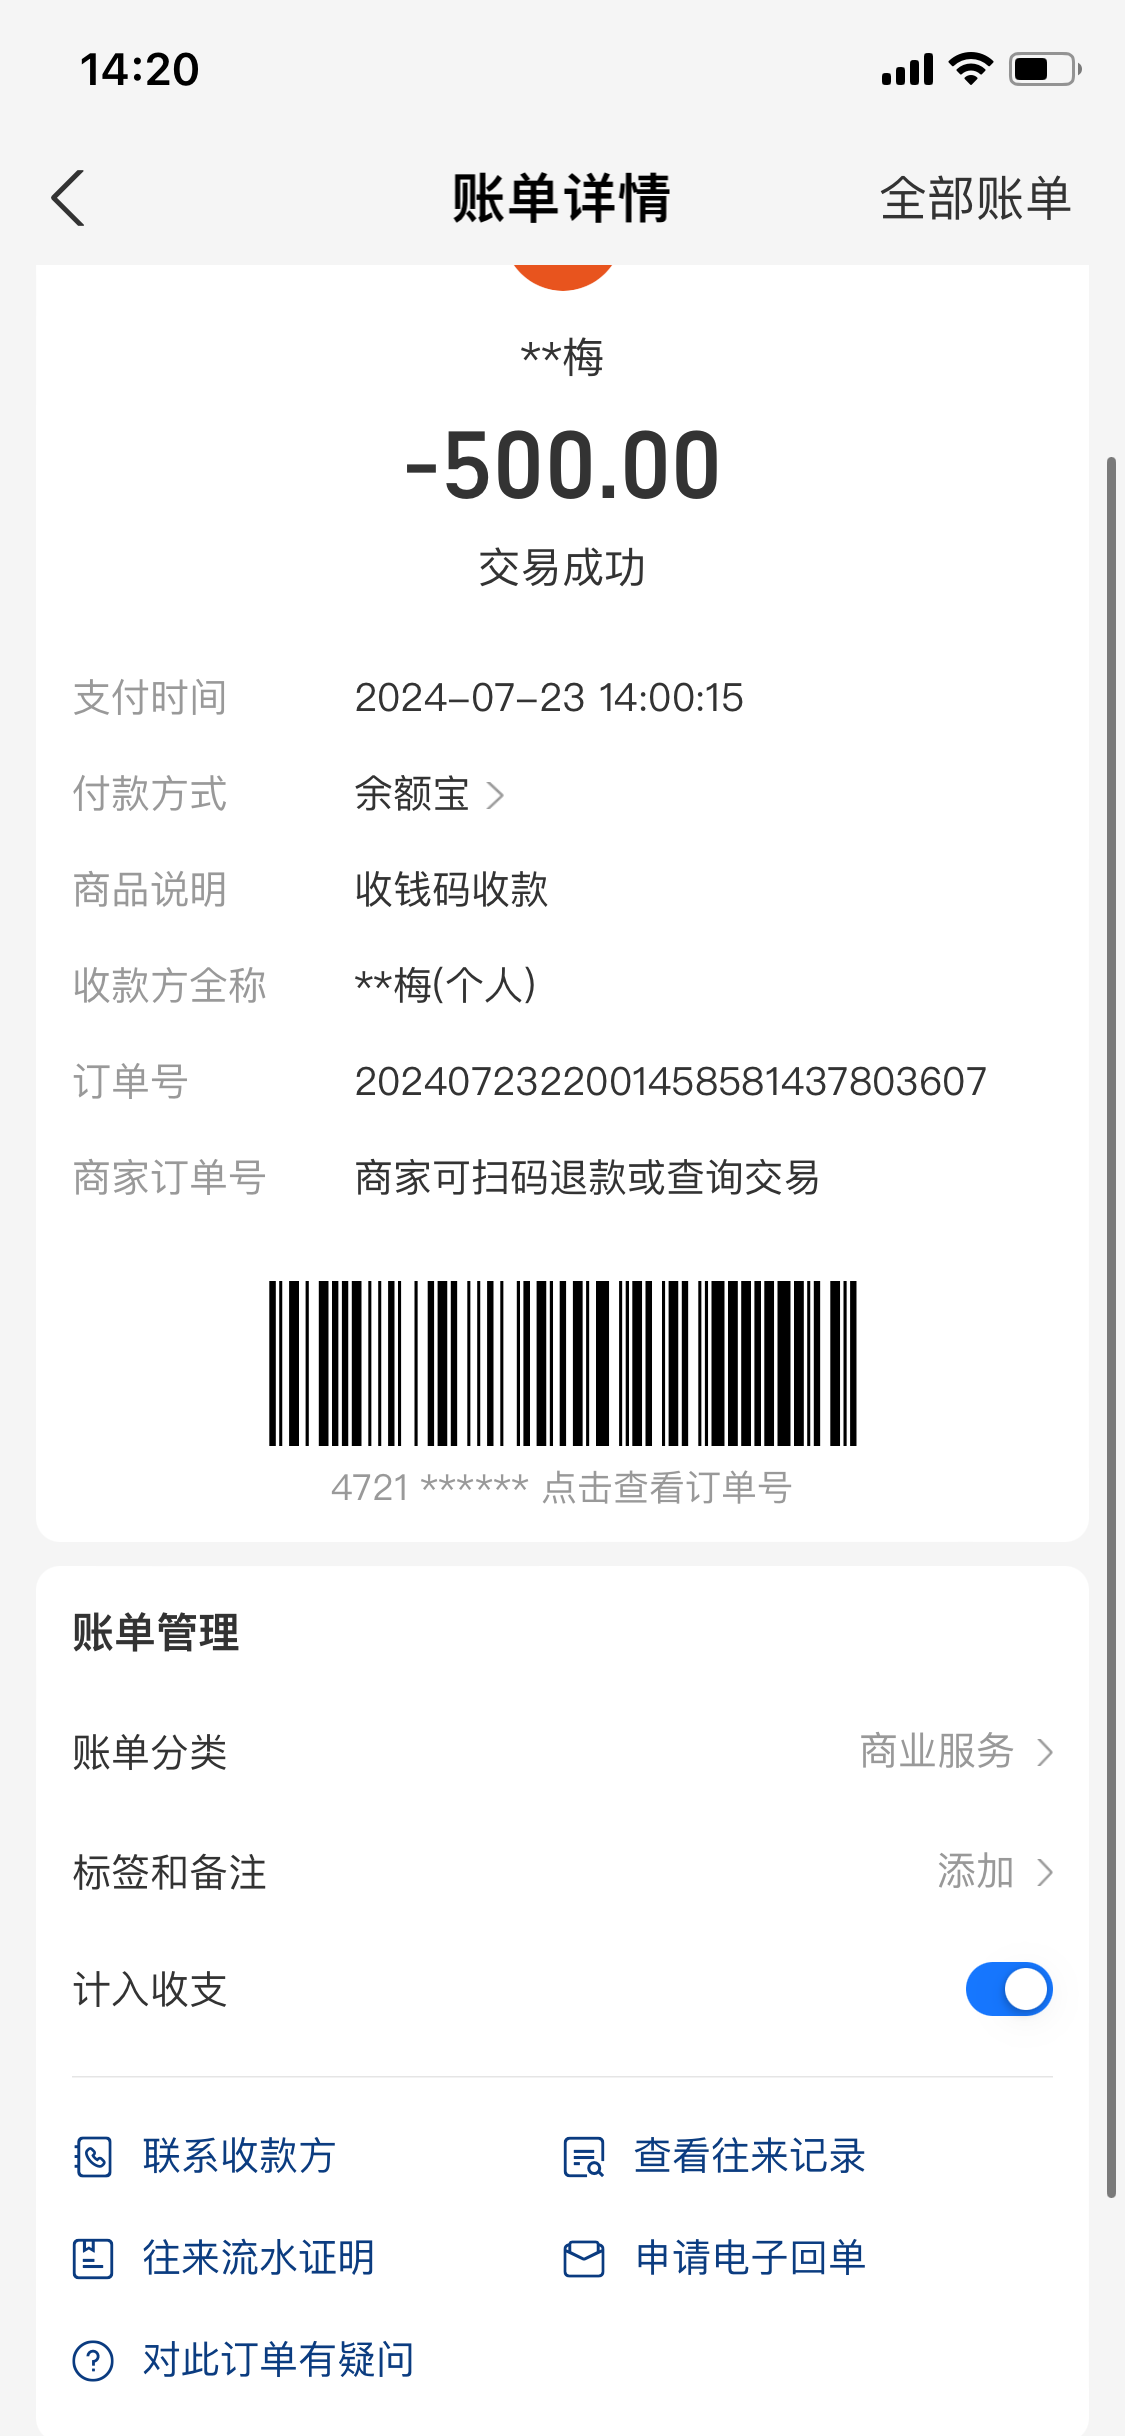 14:20
账单详情
全部账单
**梅
-500.00
交易成功
支付时间 2024-07-23 14:00:15
付款方式 余额宝
商品说明 收钱码收款
收款方全称 **梅(个人)
订单号 2024072322001458581437803607
商家订单号 商家可扫码退款或查询交易
4721 ****** 点击查看订单号
账单管理
账单分类 商业服务
标签和备注 添加
计入收支
联系收款方 查看往来记录
往来流水证明 申请电子回单
对此订单有疑问